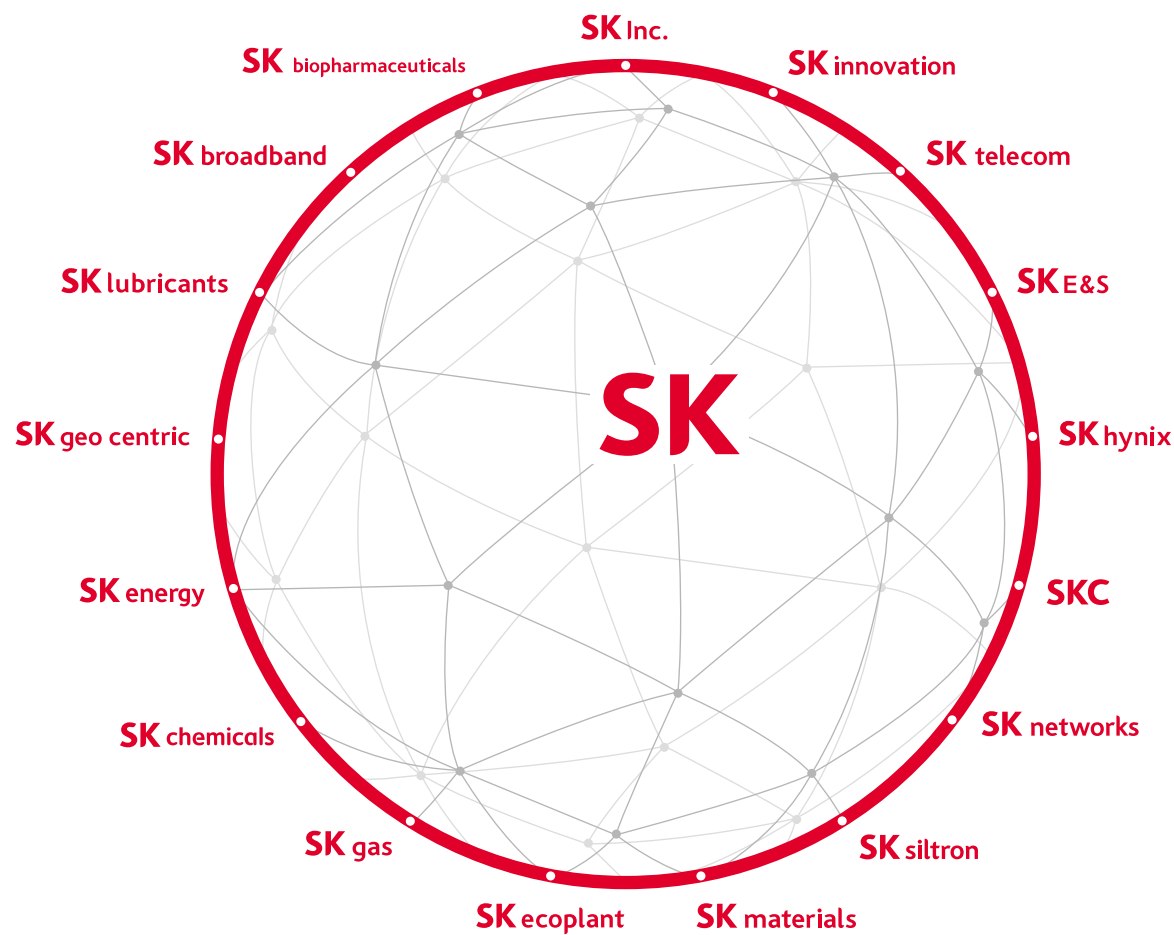 SK Inc.
SK biopharmaceuticals
SK innovation
SK broadband
SK telecom
SK lubricants
SK E&S
SK
SK geo centric
SK hynix
SK energy
SKC
SK chemicals
SK networks
SK gas
SK siltron
SK ecoplant
SK materials